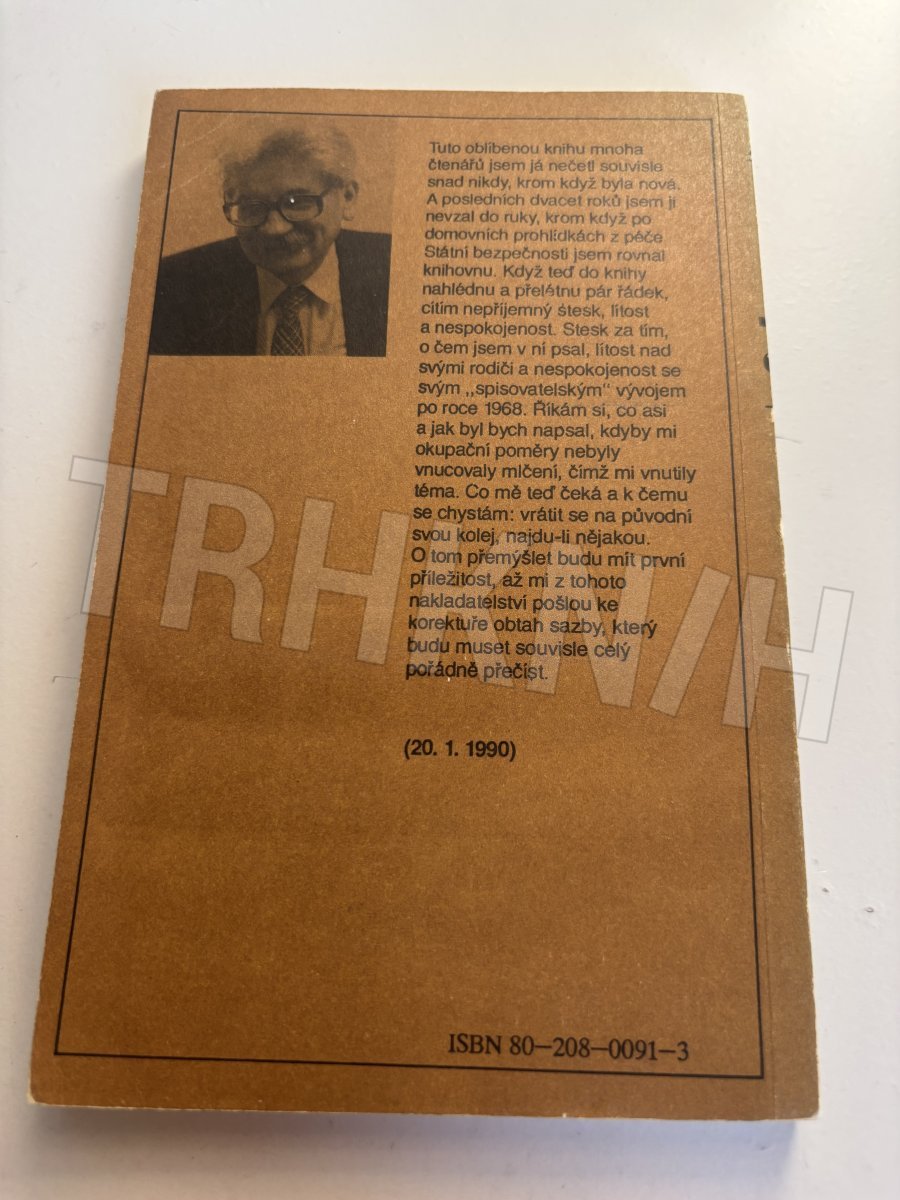 Tuto oblíbenou knihu mnoha
čtenářů jsem já nečetl souvisle
snad nikdy, krom když byla nová.
A posledních dvacet roků jsem ji
nevzal do ruky, krom když po
domovních prohlídkách z péče
Státní bezpečnosti jsem rovnal
knihovnu. Když teď do knihy
nahlédnu a přelétnu pár řádek,
cítím nepříjemný stesk, lítost
a nespokojenost. Stesk za tím,
o čem jsem v ní psal, lítost nad
svými rodiči a nespokojenost se
svým „spisovatelským“ vývojem
po roce 1968. Říkám si, co asi
a jak byl bych napsal, kdyby mi
okupační poměry nebyly
vnucovaly mlčení, čímž mi vnutily
téma. Co mě teď čeká a k čemu
se chystám: vrátit se na původní
svou kolej, najdu-li nějakou.
O tom přemýšlet budu mít první
příležitost, až mi z tohoto
nakladatelství pošlou ke
korektuře obtah sazby, který
budu muset souvisle celý
pořádně přečíst.
(20. 1. 1990)
ISBN 80–208–0091–3
TRHKNIH